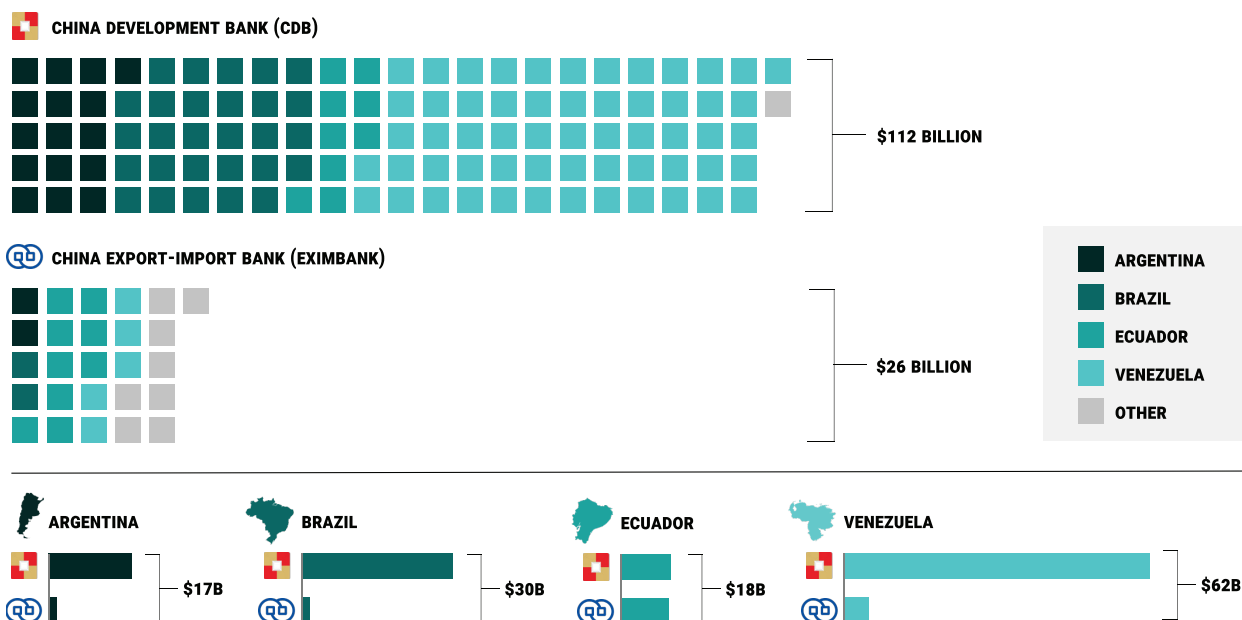 CHINA DEVELOPMENT BANK (CDB)
$112 BILLION
CHINA EXPORT-IMPORT BANK (EXIMBANK)
$26 BILLION
ARGENTINA
BRAZIL
ECUADOR
VENEZUELA
OTHER
ARGENTINA
BRAZIL
ECUADOR
VENEZUELA
$17B
$30B
$18B
$62B